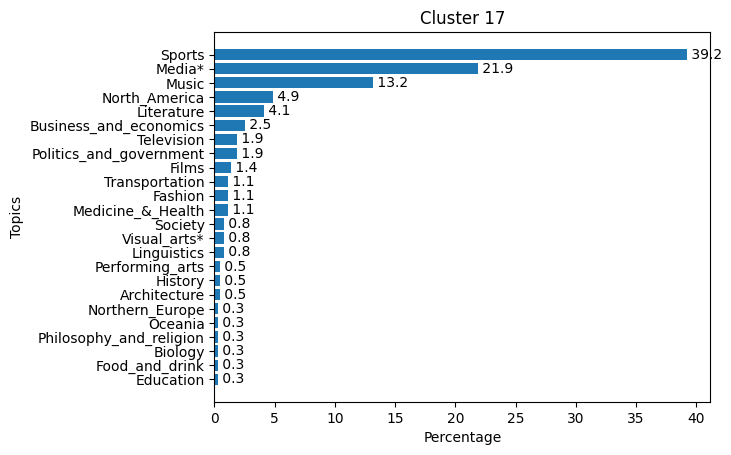 Cluster 17
Sports 39.2
Media* 21.9
Music 13.2
North_America 4.9
Literature 4.1
Business_and_economics 2.5
Television 1.9
Politics_and_government 1.9
Films 1.4
Transportation 1.1
Fashion 1.1
Medicine_&_Health 1.1
Society 0.8
Visual_arts* 0.8
Linguistics 0.8
Performing_arts 0.5
History 0.5
Architecture 0.5
Northern_Europe 0.3
Oceania 0.3
Philosophy_and_religion 0.3
Biology 0.3
Food_and_drink 0.3
Education 0.3
0 5 10 15 20 25 30 35 40
Percentage
Topics